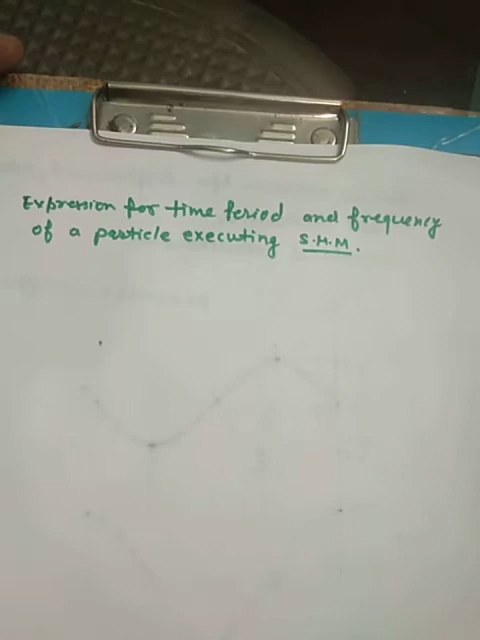 Expression for time period and frequency
of a particle executing S.H.M.